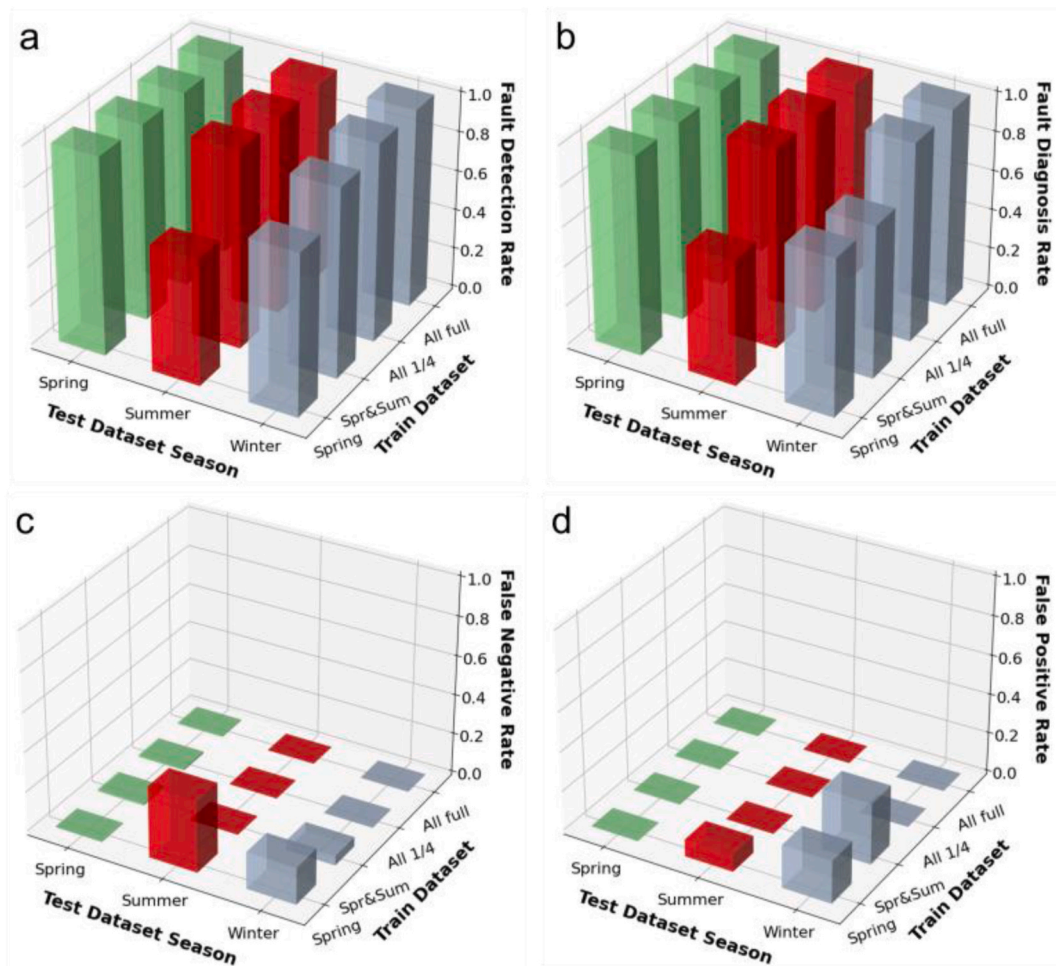 a
1.0
0.8
0.6
0.4
0.2
0.0
Fault Detection Rate
Spring
Summer
Winter
Test Dataset Season
Spring
Spr&Sum
All 1/4
All full
Train Dataset
b
1.0
0.8
0.6
0.4
0.2
0.0
Fault Diagnosis Rate
Spring
Summer
Winter
Test Dataset Season
Spring
Spr&Sum
All 1/4
All full
Train Dataset
c
1.0
0.8
0.6
0.4
0.2
0.0
False Negative Rate
Spring
Summer
Winter
Test Dataset Season
Spring
Spr&Sum
All 1/4
All full
Train Dataset
d
1.0
0.8
0.6
0.4
0.2
0.0
False Positive Rate
Spring
Summer
Winter
Test Dataset Season
Spring
Spr&Sum
All 1/4
All full
Train Dataset